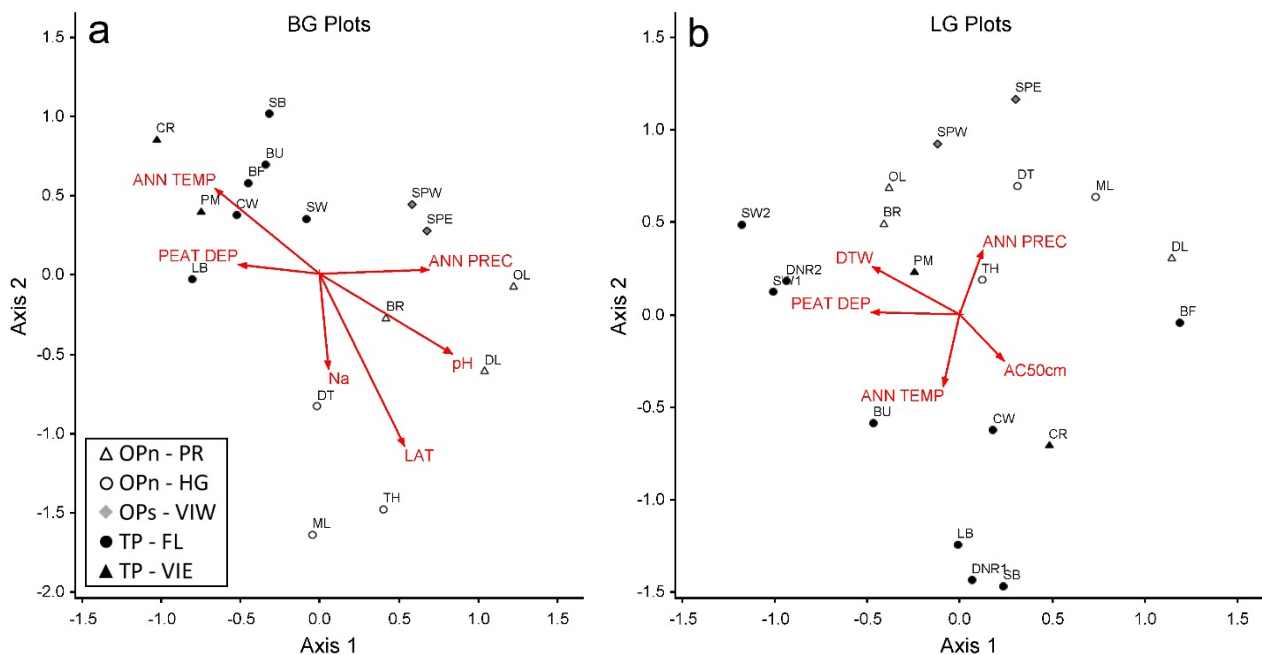 a
BG Plots
1.5
1.0
0.5
0.0
-0.5
-1.0
-1.5
-2.0
Axis 2
SB
CR
BU
BF
ANN TEMP
PM
CW
SW
SPW
SPE
PEAT DEP
LB
ANN PREC
OL
BR
pH
DL
Na
DT
LAT
TH
ML
OPn - PR
OPn - HG
OPs - VIW
TP - FL
TP - VIE
-1.5 -1.0 -0.5 0.0 0.5 1.0 1.5
Axis 1
b
LG Plots
1.5
1.0
0.5
0.0
-0.5
-1.0
-1.5
Axis 2
SPE
SPW
OL
DT
ML
BR
SW2
ANN PREC
DL
DTW
PM
TH
DNR2
SW1
PEAT DEP
BF
AC50cm
ANN TEMP
BU
CW
CR
LB
DNR1
SB
-1.5 -1.0 -0.5 0.0 0.5 1.0 1.5
Axis 1